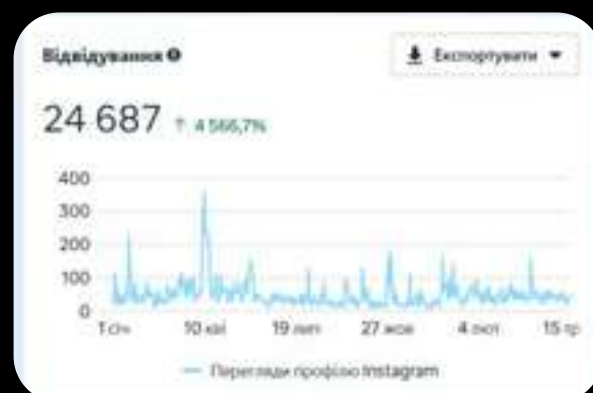 Відвідування
Експортувати
24 687 ↑ 4 566,7%
400
300
200
100
0
1 січ 10 кві 19 лип 27 жов 4 лют 15 тр
Перегляди профілю Instagram